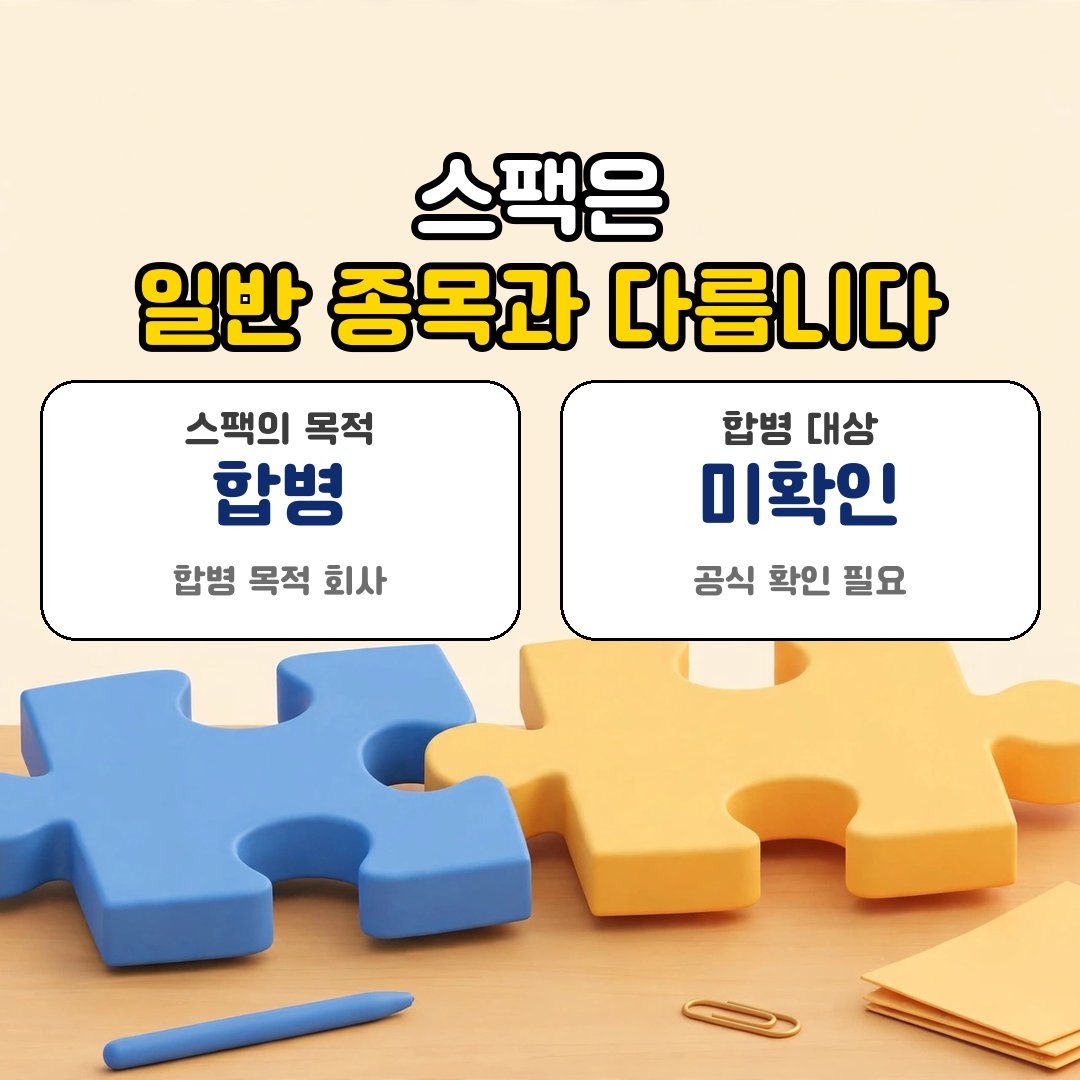 스팩은
일반 종목과 다릅니다
스팩의 목적
합병
합병 목적 회사
합병 대상
미확인
공식 확인 필요